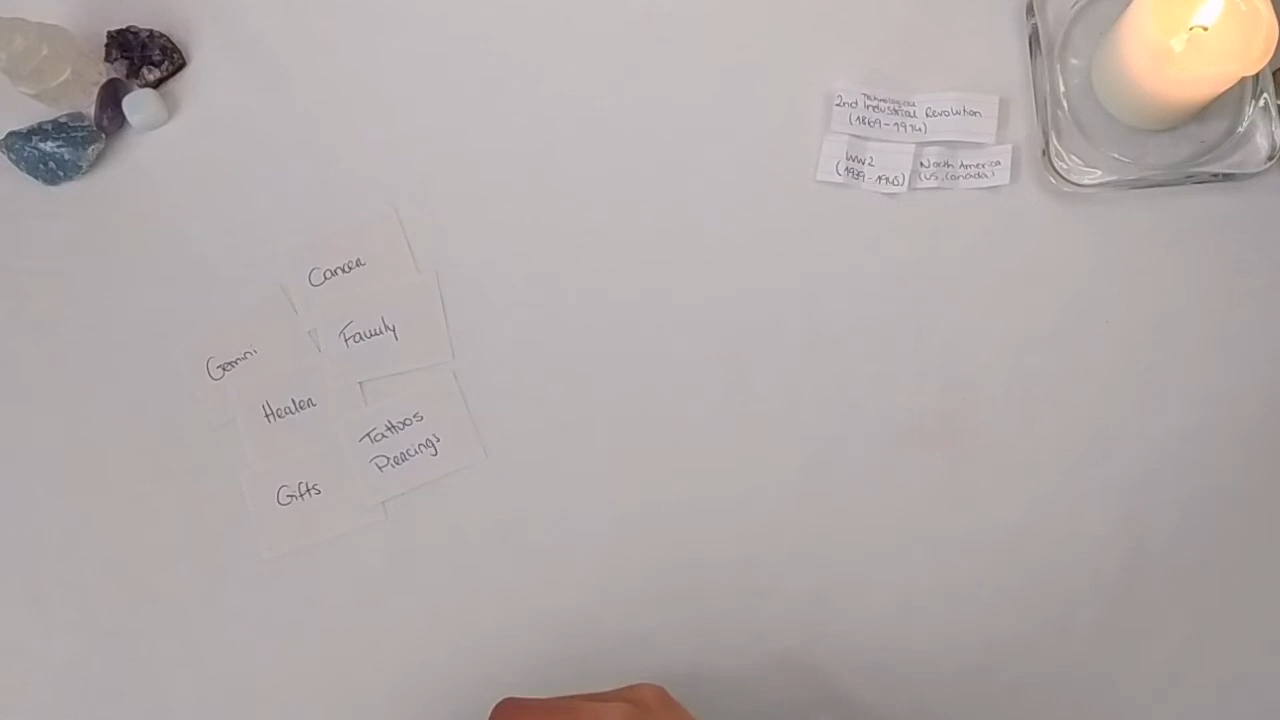 Technological
2nd Industrial Revolution
(1869-1914)
WW2
(1939-1945)
North America
(US, Canada)
Cancer
Family
Gemini
Healer
Tattoos
Piercings
Gifts